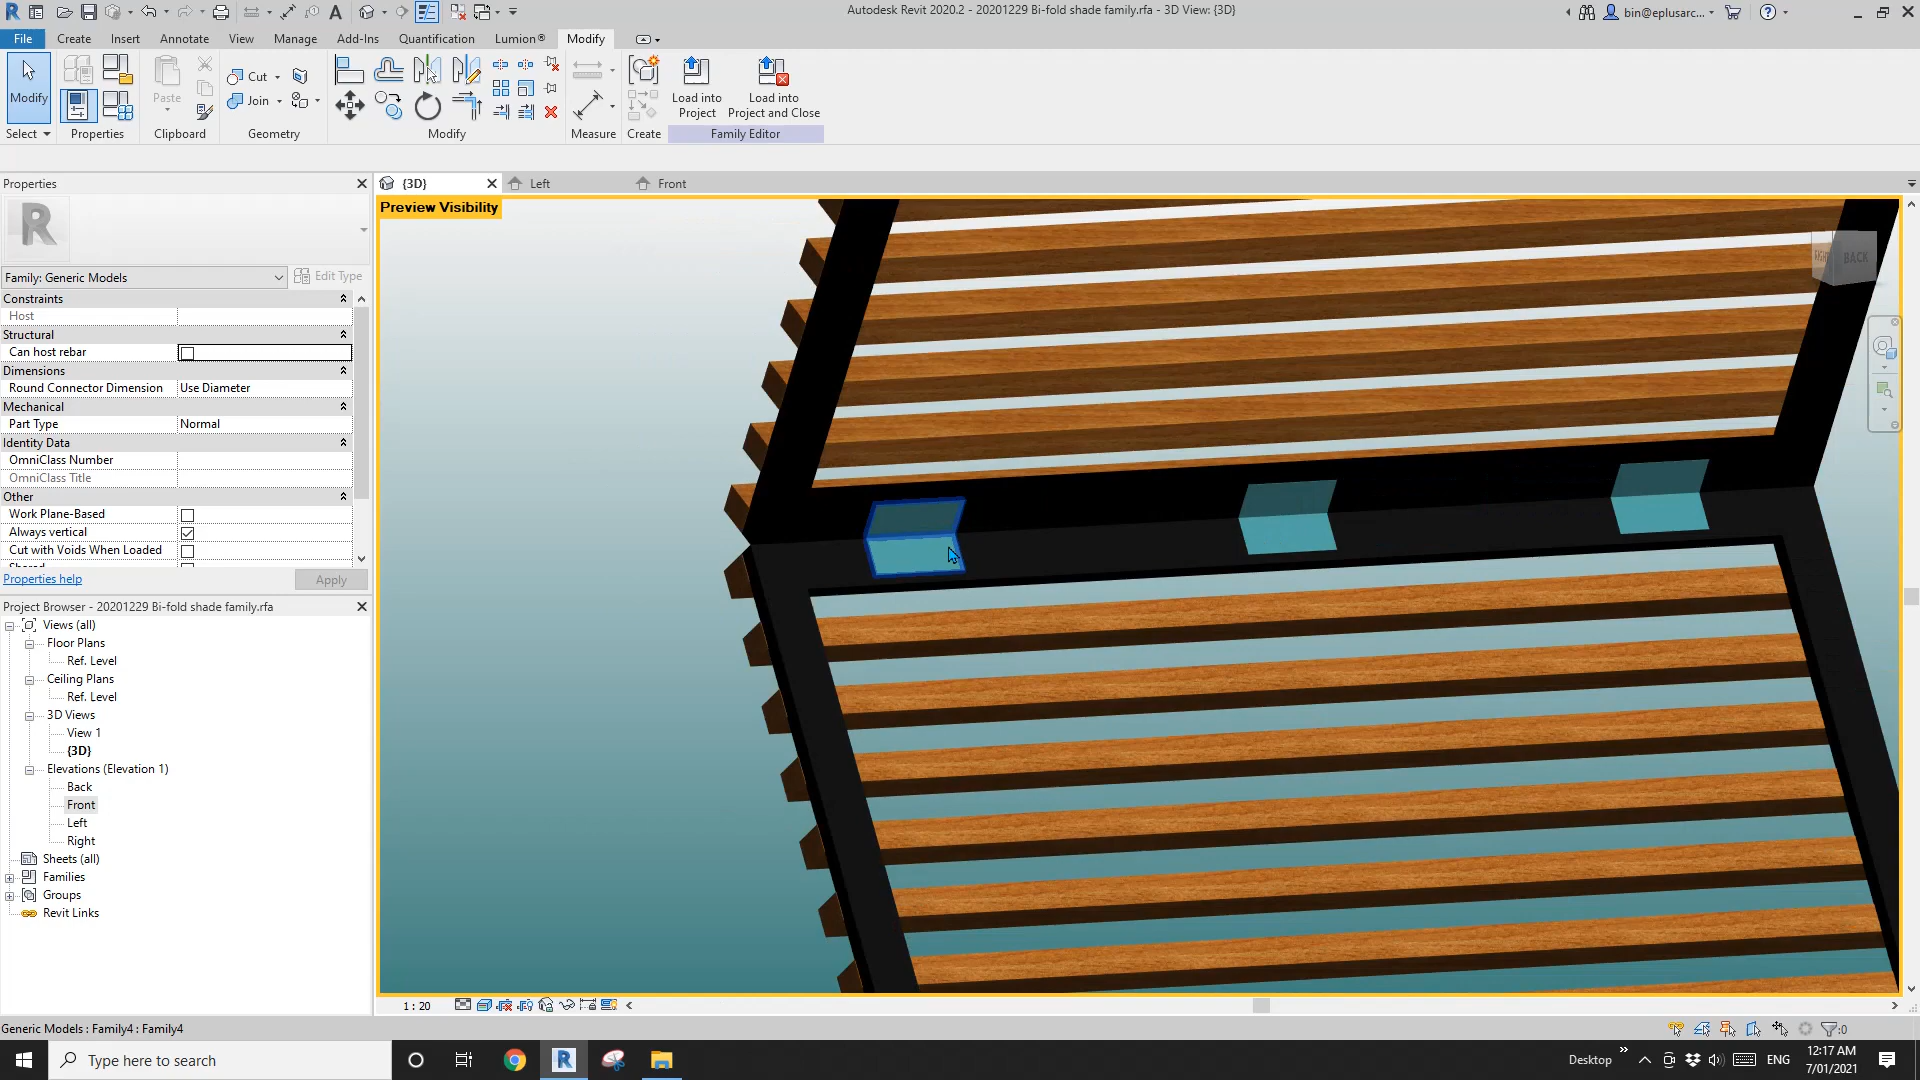 Autodesk Revit 2020.2 - 20201229 Bi-fold shade family.rfa - 3D View: {3D}
bin@eplusarc...
File Create Insert Annotate View Manage Add-Ins Quantification Lumion® Modify
Modify
Paste
Cut
Join
Load into Project
Load into Project and Close
Select Properties Clipboard Geometry Modify Measure Create Family Editor
Properties
{3D} Left Front
Preview Visibility
BACK
Family: Generic Models Edit Type
Constraints
Host
Structural
Can host rebar
Dimensions
Round Connector Dimension Use Diameter
Mechanical
Part Type Normal
Identity Data
OmniClass Number
OmniClass Title
Other
Work Plane-Based
Always vertical
Cut with Voids When Loaded
Properties help Apply
Project Browser - 20201229 Bi-fold shade family.rfa
Views (all)
Floor Plans
Ref. Level
Ceiling Plans
Ref. Level
3D Views
View 1
{3D}
Elevations (Elevation 1)
Back
Front
Left
Right
Sheets (all)
Families
Groups
Revit Links
1 : 20
Generic Models : Family4 : Family4
:0
Type here to search
Desktop
ENG
12:17 AM
7/01/2021